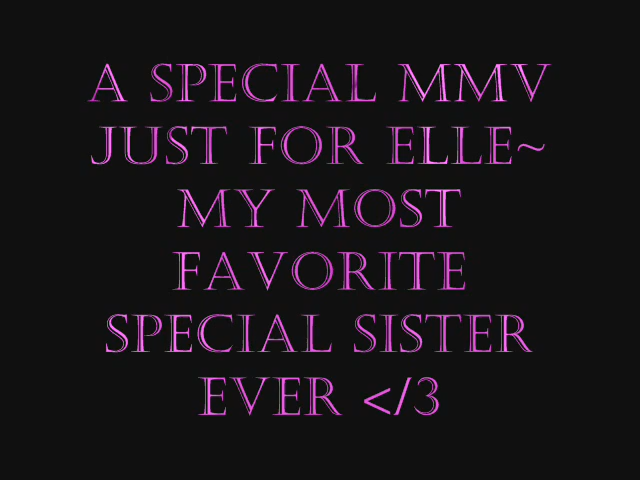 A SPECIAL MMV
JUST FOR ELLE~
MY MOST
FAVORITE
SPECIAL SISTER
EVER </3